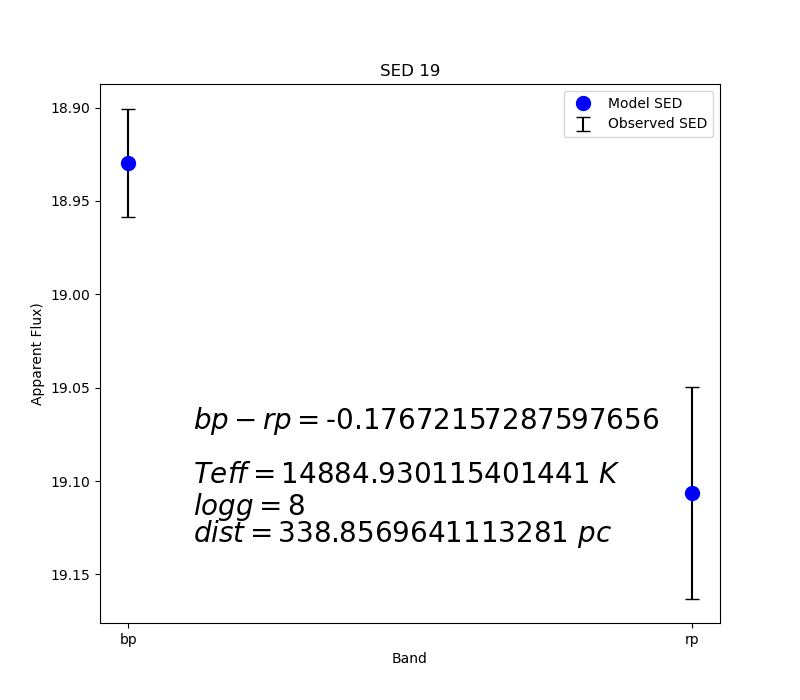 SED 19
Model SED
Observed SED
18.90
18.95
19.00
19.05
19.10
19.15
Apparent Flux)
bp − rp = -0.17672157287597656
Teff = 14884.930115401441 K
logg = 8
dist = 338.8569641113281 pc
bp
rp
Band